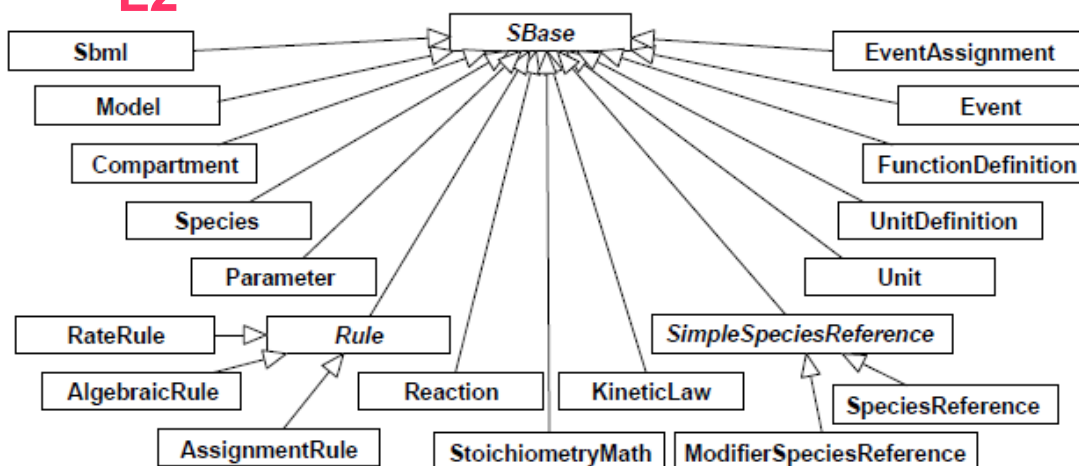 E2
SBase
Sbml
EventAssignment
Model
Event
Compartment
FunctionDefinition
Species
UnitDefinition
Parameter
Unit
RateRule
Rule
SimpleSpeciesReference
AlgebraicRule
Reaction
KineticLaw
SpeciesReference
AssignmentRule
StoichiometryMath
ModifierSpeciesReference